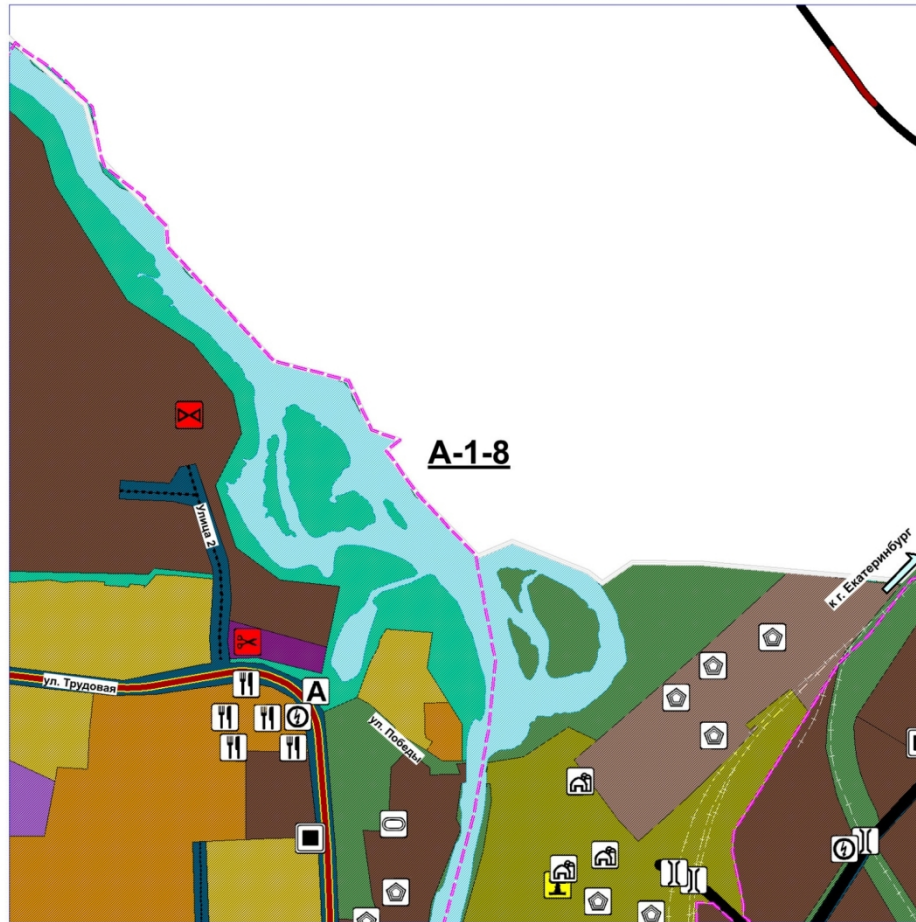 А-1-8
Улица 2
к г. Екатеринбург
ул. Трудовая
А
ул. Победы